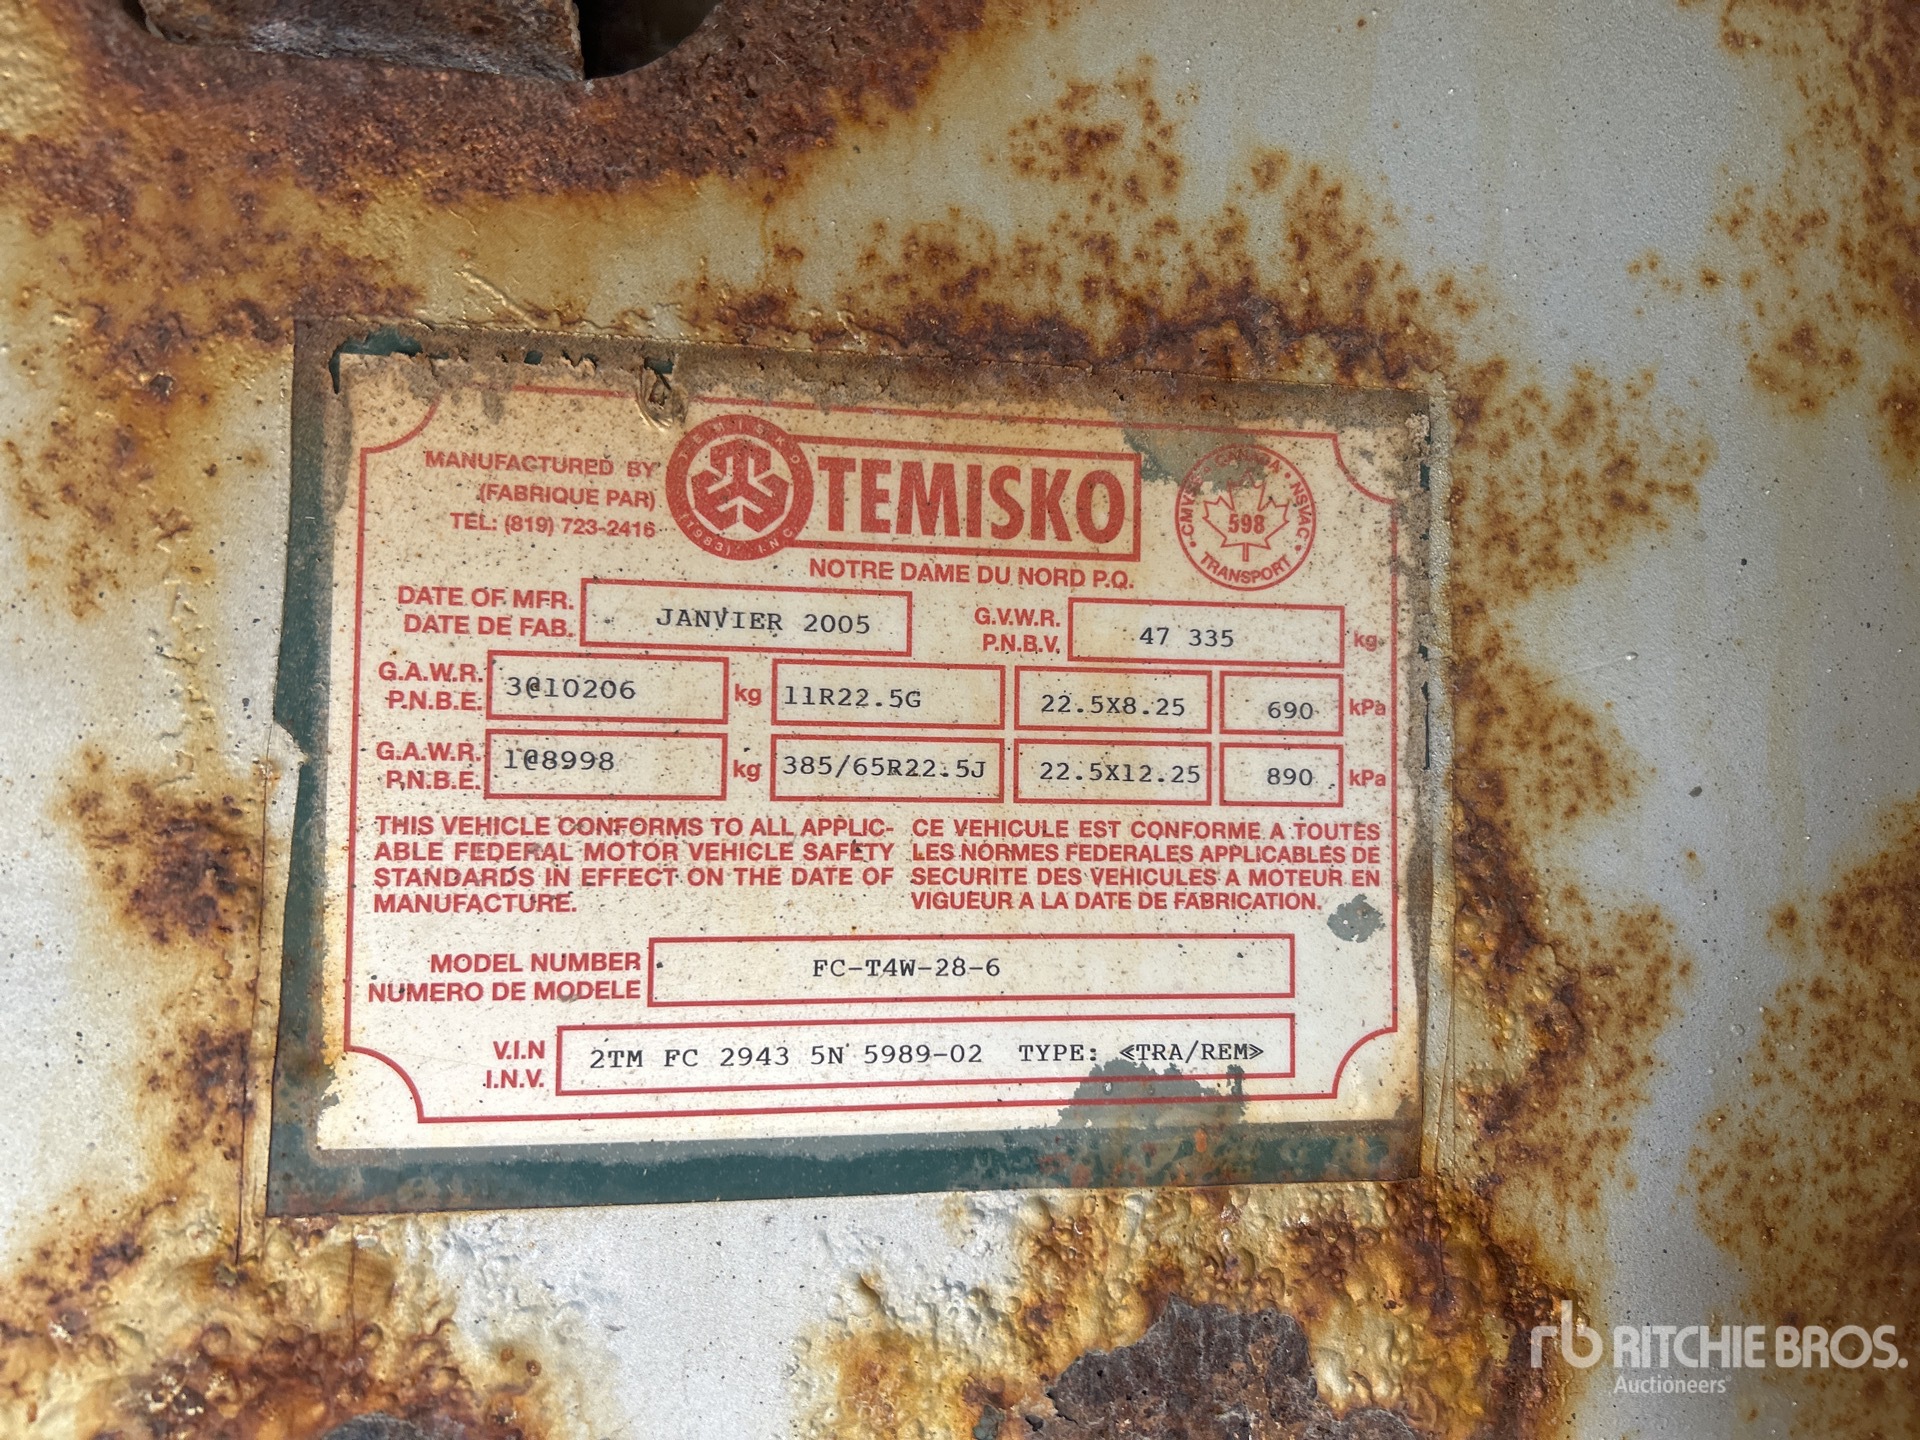 MANUFACTURED BY
(FABRIQUE PAR)
TEL: (819) 723-2416
TEMISKO
(1983) INC.
TEMISKO
NOTRE DAME DU NORD P.Q.
CANADA
CMVSS NSVAC
598
TRANSPORT
DATE OF MFR.
DATE DE FAB.
JANVIER 2005
G.V.W.R.
P.N.B.V.
47 335 kg
G.A.W.R.
P.N.B.E.
3@10206 kg 11R22.5G 22.5X8.25 690 kPa
G.A.W.R.
P.N.B.E.
1@8998 kg 385/65R22.5J 22.5X12.25 890 kPa
THIS VEHICLE CONFORMS TO ALL APPLIC-
ABLE FEDERAL MOTOR VEHICLE SAFETY
STANDARDS IN EFFECT ON THE DATE OF
MANUFACTURE.
CE VEHICULE EST CONFORME A TOUTES
LES NORMES FEDERALES APPLICABLES DE
SECURITE DES VEHICULES A MOTEUR EN
VIGUEUR A LA DATE DE FABRICATION.
MODEL NUMBER
NUMERO DE MODELE
FC-T4W-28-6
V.I.N
I.N.V.
2TM FC 2943 5N 5989-02 TYPE: «TRA/REM»
rb RITCHIE BROS.
Auctioneers